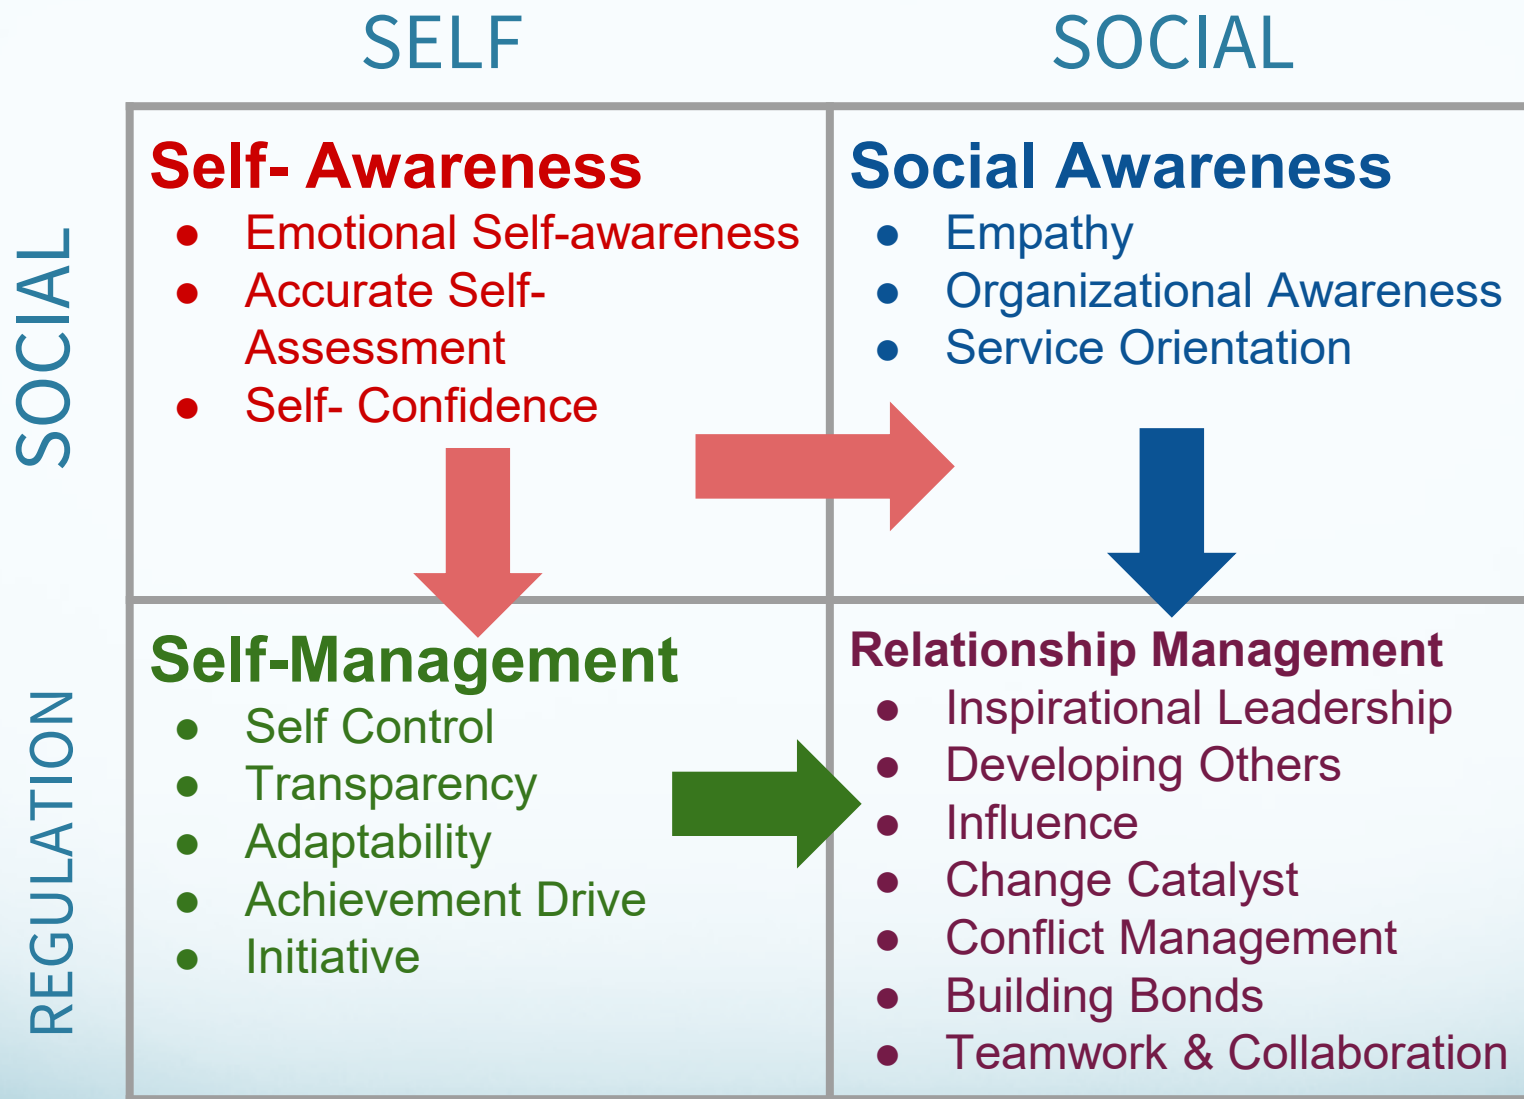 SELF
SOCIAL
SOCIAL
Self- Awareness
● Emotional Self-awareness
● Accurate Self-
Assessment
● Self- Confidence
Social Awareness
● Empathy
● Organizational Awareness
● Service Orientation
REGULATION
Self-Management
● Self Control
● Transparency
● Adaptability
● Achievement Drive
● Initiative
Relationship Management
● Inspirational Leadership
● Developing Others
● Influence
● Change Catalyst
● Conflict Management
● Building Bonds
● Teamwork & Collaboration